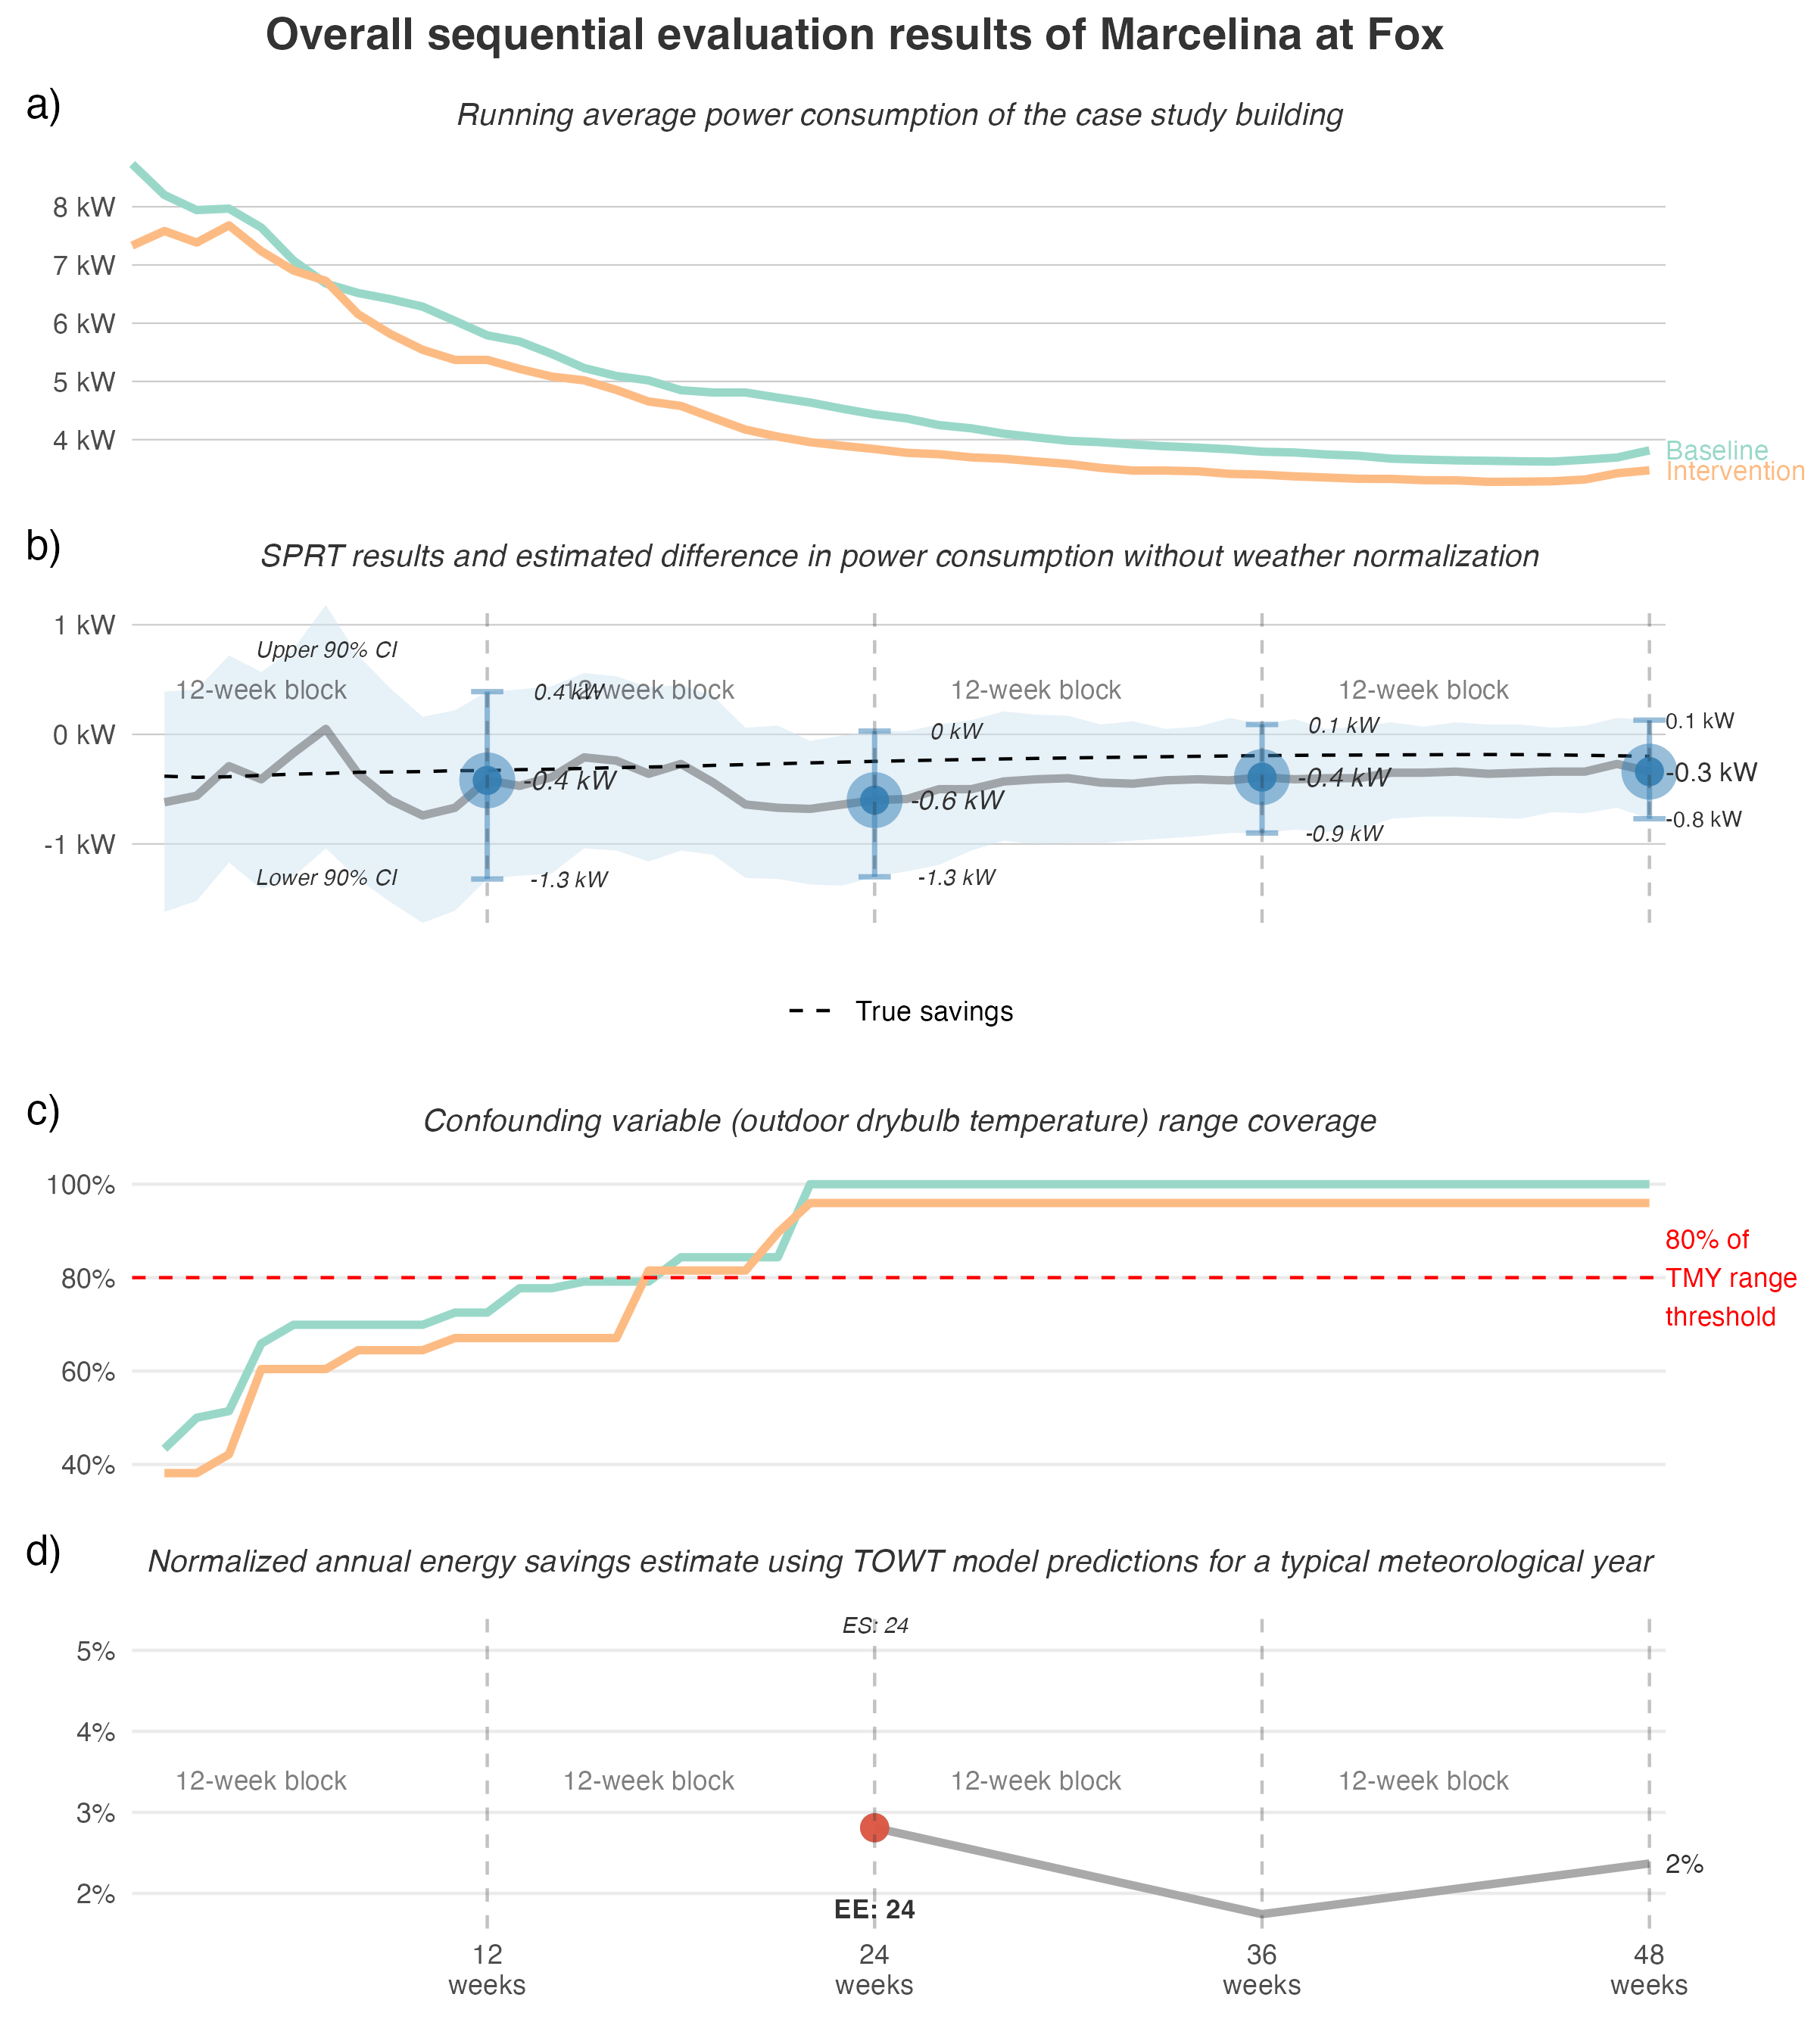 Overall sequential evaluation results of Marcelina at Fox
a)
Running average power consumption of the case study building
8 kW
7 kW
6 kW
5 kW
4 kW
Baseline
Intervention
b)
SPRT results and estimated difference in power consumption without weather normalization
1 kW
Upper 90% CI
12-week block
0.4 kW
12-week block
12-week block
12-week block
0 kW
0 kW
0.1 kW
0.1 kW
-0.4 kW
-0.6 kW
-0.4 kW
-0.3 kW
-1 kW
Lower 90% CI
-1.3 kW
-1.3 kW
-0.9 kW
-0.8 kW
True savings
c)
Confounding variable (outdoor drybulb temperature) range coverage
100%
80%
60%
40%
80% of
TMY range
threshold
d)
Normalized annual energy savings estimate using TOWT model predictions for a typical meteorological year
ES: 24
5%
4%
12-week block
12-week block
12-week block
12-week block
3%
2%
2%
EE: 24
12
weeks
24
weeks
36
weeks
48
weeks